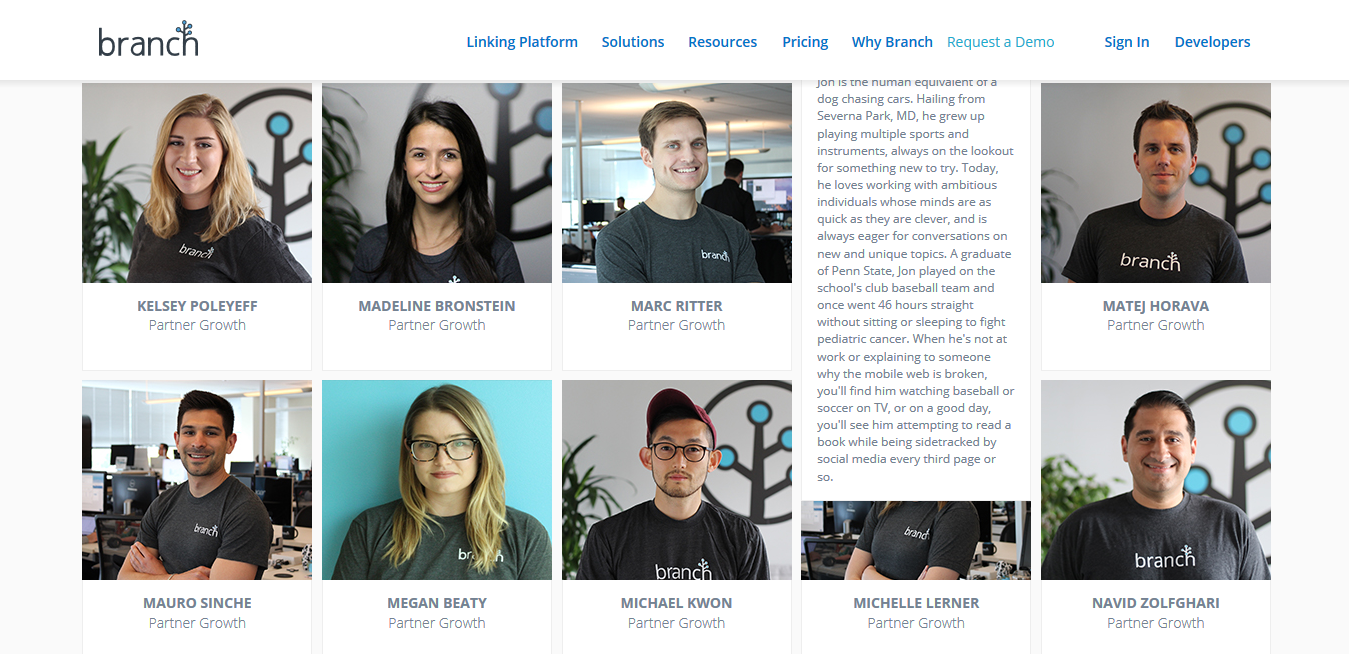 branch
Linking Platform
Solutions
Resources
Pricing
Why Branch
Request a Demo
Sign In
Developers
Jon is the human equivalent of a
dog chasing cars. Hailing from
Severna Park, MD, he grew up
playing multiple sports and
instruments, always on the lookout
for something new to try. Today,
he loves working with ambitious
individuals whose minds are as
quick as they are clever, and is
always eager for conversations on
new and unique topics. A graduate
of Penn State, Jon played on the
school's club baseball team and
once went 46 hours straight
without sitting or sleeping to fight
pediatric cancer. When he's not at
work or explaining to someone
why the mobile web is broken,
you'll find him watching baseball or
soccer on TV, or on a good day,
you'll see him attempting to read a
book while being sidetracked by
social media every third page or
so.
branch
branch
branch
KELSEY POLEYEFF
Partner Growth
MADELINE BRONSTEIN
Partner Growth
MARC RITTER
Partner Growth
MATEJ HORAVA
Partner Growth
branch
branch
branch
branch
branch
MAURO SINCHE
Partner Growth
MEGAN BEATY
Partner Growth
MICHAEL KWON
Partner Growth
MICHELLE LERNER
Partner Growth
NAVID ZOLFGHARI
Partner Growth